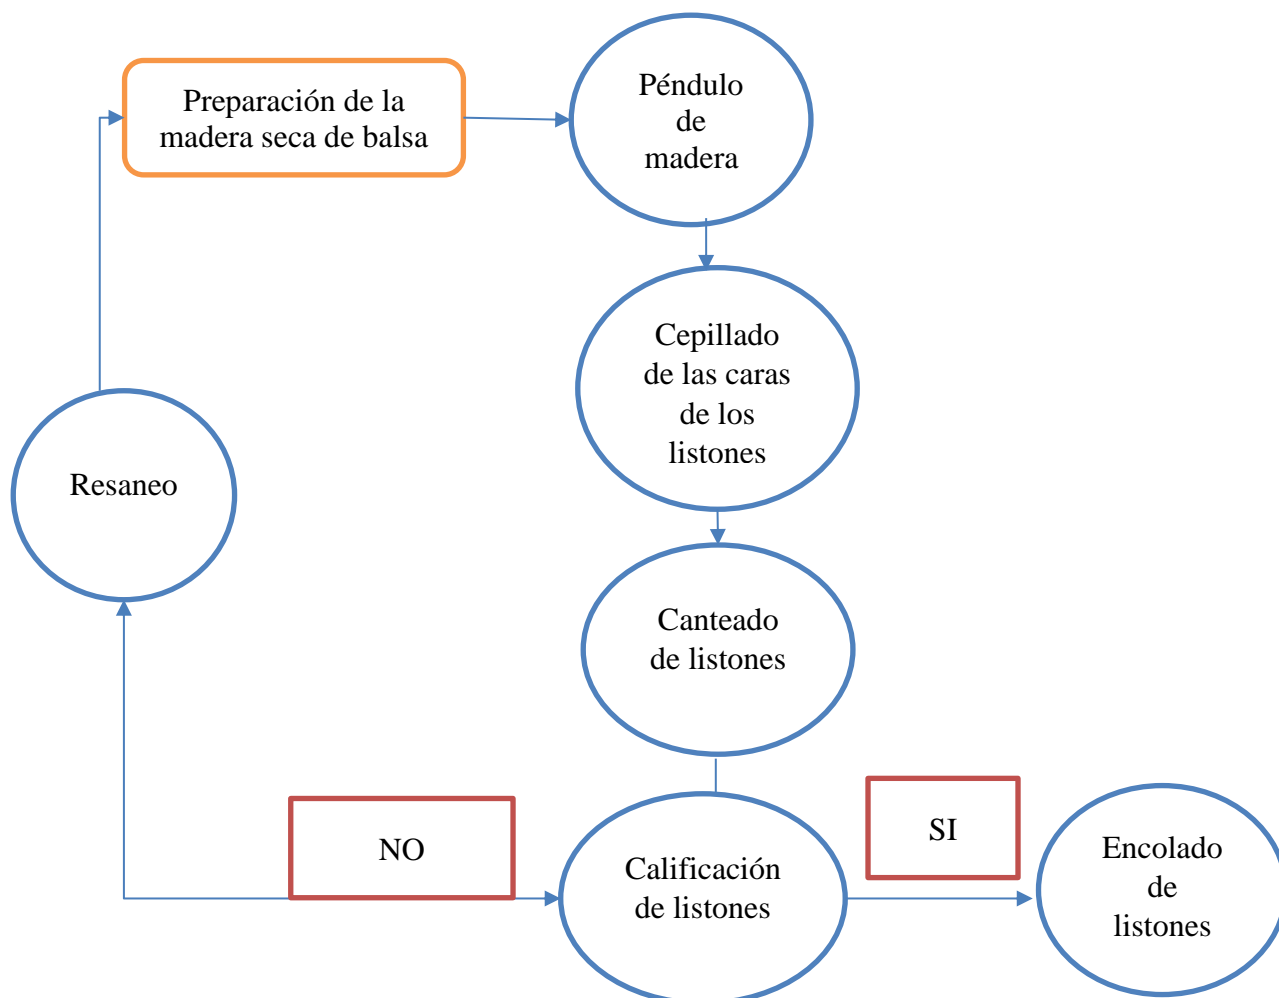 Preparación de la
madera seca de balsa
Péndulo
de
madera
Cepillado
de las caras
de los
listones
Resaneo
Canteado
de listones
NO
Calificación
de listones
SI
Encolado
de
listones